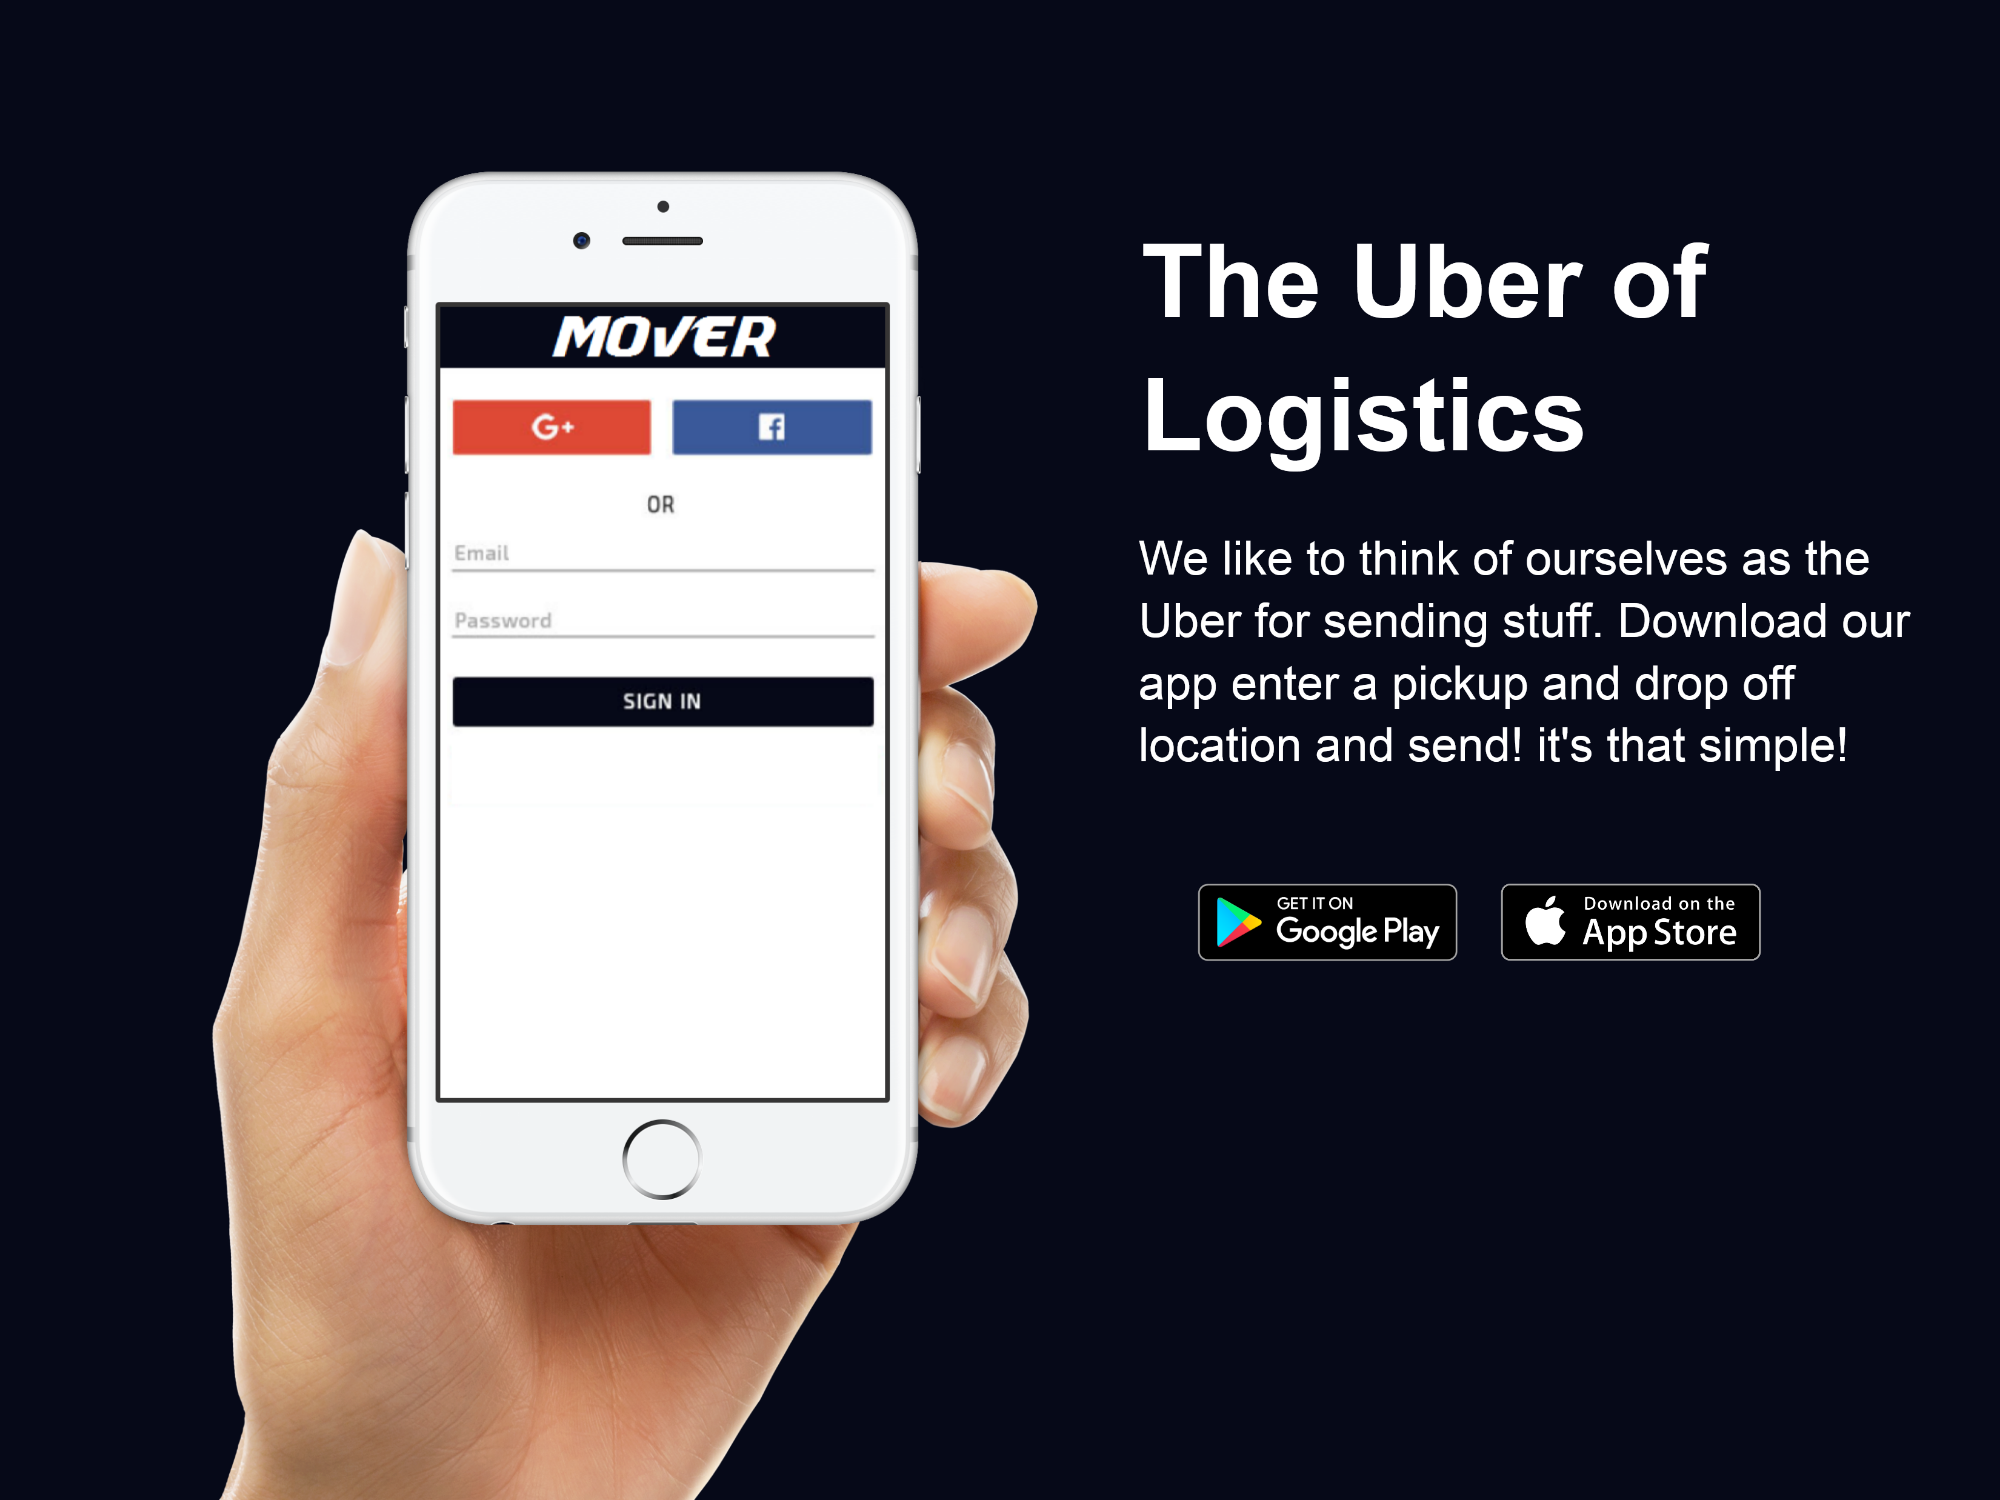 MOVER
G+
f
OR
Email
Password
SIGN IN
The Uber of
Logistics
We like to think of ourselves as the
Uber for sending stuff. Download our
app enter a pickup and drop off
location and send! it's that simple!
GET IT ON
Google Play
Download on the
App Store